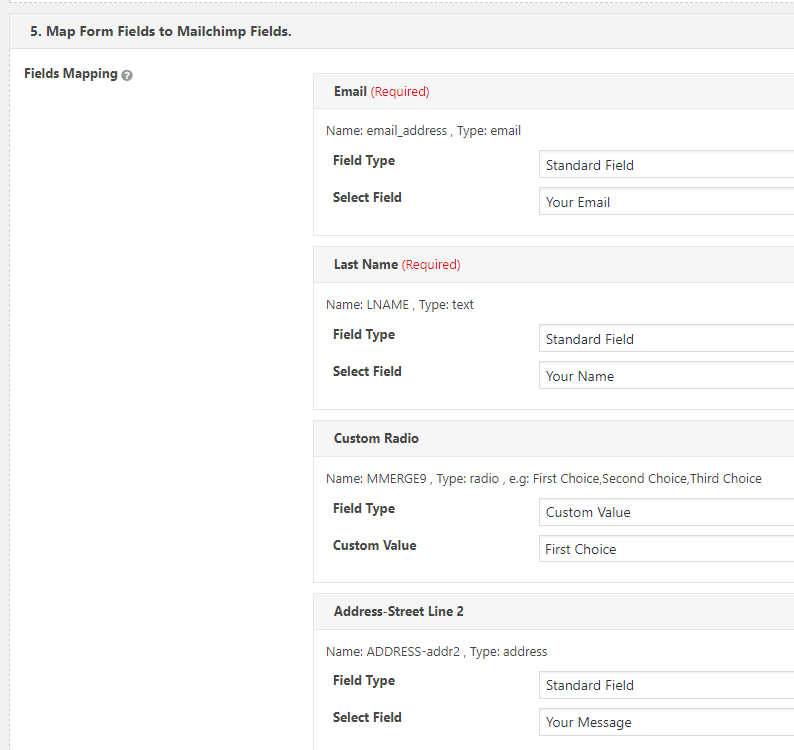 5. Map Form Fields to Mailchimp Fields.
Fields Mapping ?
Email (Required)
Name: email_address , Type: email
Field Type Standard Field
Select Field Your Email
Last Name (Required)
Name: LNAME , Type: text
Field Type Standard Field
Select Field Your Name
Custom Radio
Name: MMERGE9 , Type: radio , e.g: First Choice,Second Choice,Third Choice
Field Type Custom Value
Custom Value First Choice
Address-Street Line 2
Name: ADDRESS-addr2 , Type: address
Field Type Standard Field
Select Field Your Message